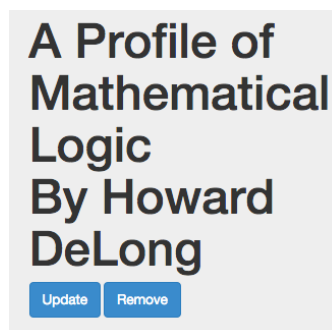 A Profile of
Mathematical
Logic
By Howard
DeLong
Update Remove